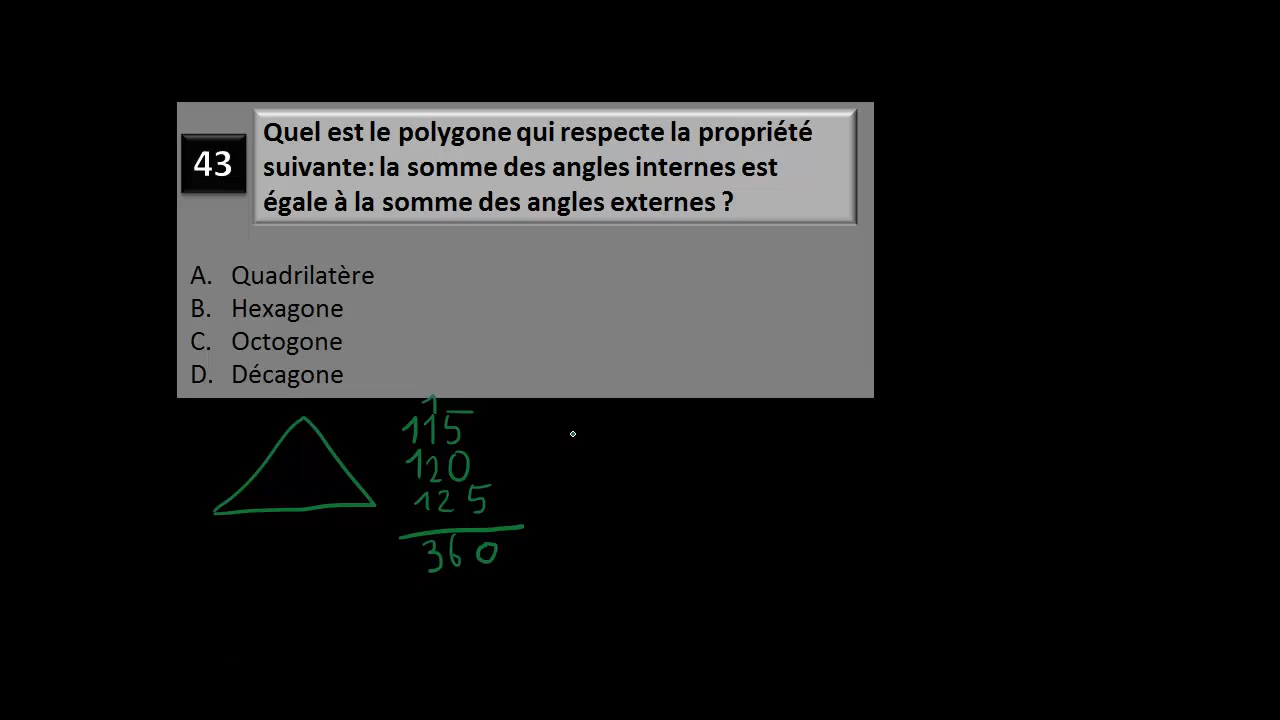 43
Quel est le polygone qui respecte la propriété
suivante: la somme des angles internes est
égale à la somme des angles externes ?
A. Quadrilatère
B. Hexagone
C. Octogone
D. Décagone
1
115
120
125
360